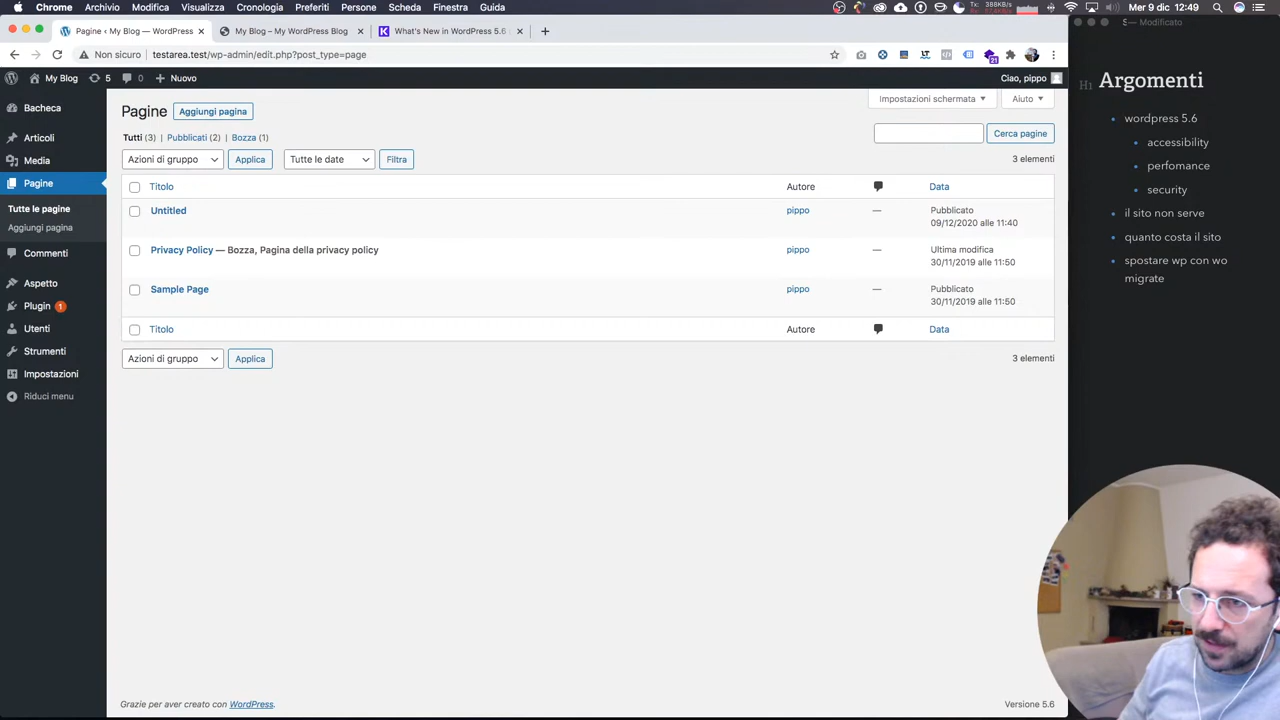 Chrome Archivio Modifica Visualizza Cronologia Preferiti Persone Scheda Finestra Guida
Mer 9 dic 12:49
Pagine ‹ My Blog — WordPress
My Blog – My WordPress Blog
What's New in WordPress 5.6
Non sicuro testarea.test/wp-admin/edit.php?post_type=page
21
My Blog 5 0 + Nuovo
Ciao, pippo
Bacheca
Articoli
Media
Pagine
Tutte le pagine
Aggiungi pagina
Commenti
Aspetto
Plugin 1
Utenti
Strumenti
Impostazioni
Riduci menu
Impostazioni schermata
Aiuto
Pagine Aggiungi pagina
Tutti (3) | Pubblicati (2) | Bozza (1)
Cerca pagine
Azioni di gruppo Applica Tutte le date Filtra
3 elementi
Titolo Autore Data
Untitled pippo — Pubblicato
09/12/2020 alle 11:40
Privacy Policy — Bozza, Pagina della privacy policy pippo — Ultima modifica
30/11/2019 alle 11:50
Sample Page pippo — Pubblicato
30/11/2019 alle 11:50
Titolo Autore Data
Azioni di gruppo Applica
3 elementi
Grazie per aver creato con WordPress.
Versione 5.6
— Modificato
H1 Argomenti
wordpress 5.6
accessibility
perfomance
security
il sito non serve
quanto costa il sito
spostare wp con wo
migrate